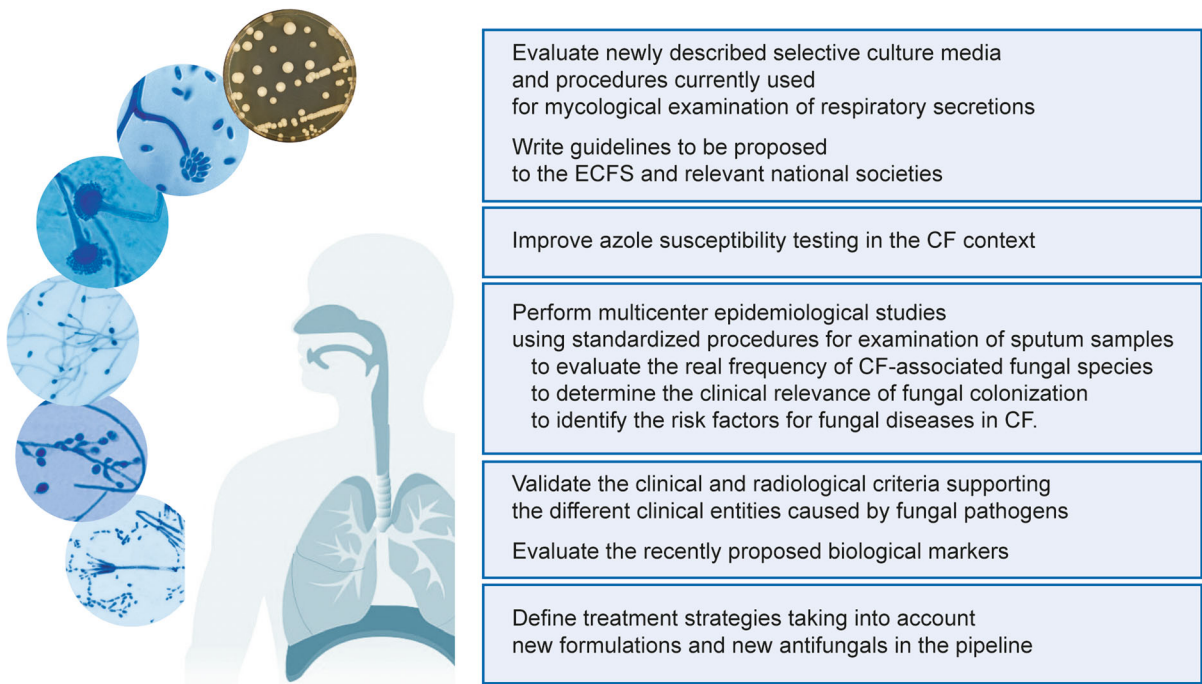 Evaluate newly described selective culture media
and procedures currently used
for mycological examination of respiratory secretions
Write guidelines to be proposed
to the ECFS and relevant national societies
Improve azole susceptibility testing in the CF context
Perform multicenter epidemiological studies
using standardized procedures for examination of sputum samples
to evaluate the real frequency of CF-associated fungal species
to determine the clinical relevance of fungal colonization
to identify the risk factors for fungal diseases in CF.
Validate the clinical and radiological criteria supporting
the different clinical entities caused by fungal pathogens
Evaluate the recently proposed biological markers
Define treatment strategies taking into account
new formulations and new antifungals in the pipeline